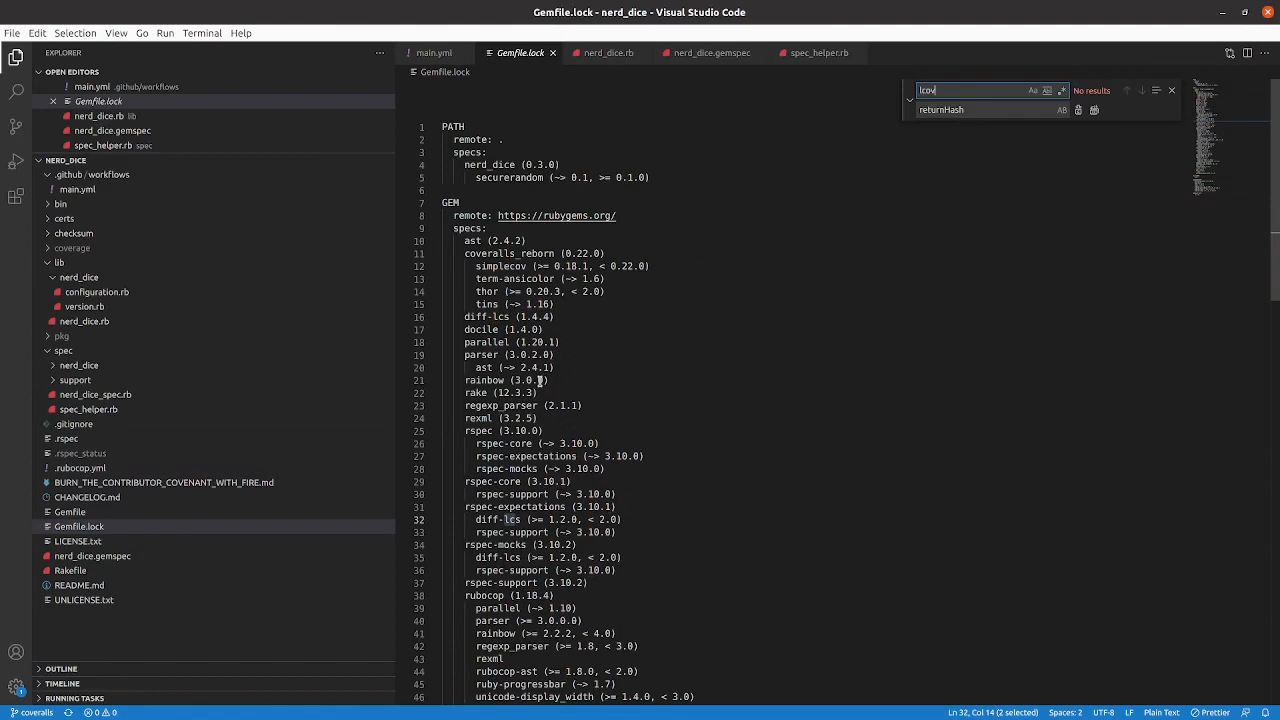 Gemfile.lock - nerd_dice - Visual Studio Code
File Edit Selection View Go Run Terminal Help
EXPLORER
OPEN EDITORS
main.yml .github/workflows
Gemfile.lock
nerd_dice.rb lib
nerd_dice.gemspec
spec_helper.rb spec
NERD_DICE
.github / workflows
main.yml
bin
certs
checksum
coverage
lib
nerd_dice
configuration.rb
version.rb
nerd_dice.rb
pkg
spec
nerd_dice
support
nerd_dice_spec.rb
spec_helper.rb
.gitignore
.rspec
.rspec_status
.rubocop.yml
BURN_THE_CONTRIBUTOR_COVENANT_WITH_FIRE.md
CHANGELOG.md
Gemfile
Gemfile.lock
LICENSE.txt
nerd_dice.gemspec
Rakefile
README.md
UNLICENSE.txt
OUTLINE
TIMELINE
RUNNING TASKS
main.yml Gemfile.lock nerd_dice.rb nerd_dice.gemspec spec_helper.rb
Gemfile.lock
lcov Aa No results
returnHash AB
1 PATH
2 remote: .
3 specs:
4 nerd_dice (0.3.0)
5 securerandom (~> 0.1, >= 0.1.0)
6
7 GEM
8 remote: https://rubygems.org/
9 specs:
10 ast (2.4.2)
11 coveralls_reborn (0.22.0)
12 simplecov (>= 0.18.1, < 0.22.0)
13 term-ansicolor (~> 1.6)
14 thor (>= 0.20.3, < 2.0)
15 tins (~> 1.16)
16 diff-lcs (1.4.4)
17 docile (1.4.0)
18 parallel (1.20.1)
19 parser (3.0.2.0)
20 ast (~> 2.4.1)
21 rainbow (3.0. )
22 rake (12.3.3)
23 regexp_parser (2.1.1)
24 rexml (3.2.5)
25 rspec (3.10.0)
26 rspec-core (~> 3.10.0)
27 rspec-expectations (~> 3.10.0)
28 rspec-mocks (~> 3.10.0)
29 rspec-core (3.10.1)
30 rspec-support (~> 3.10.0)
31 rspec-expectations (3.10.1)
32 diff-lcs (>= 1.2.0, < 2.0)
33 rspec-support (~> 3.10.0)
34 rspec-mocks (3.10.2)
35 diff-lcs (>= 1.2.0, < 2.0)
36 rspec-support (~> 3.10.0)
37 rspec-support (3.10.2)
38 rubocop (1.18.4)
39 parallel (~> 1.10)
40 parser (>= 3.0.0.0)
41 rainbow (>= 2.2.2, < 4.0)
42 regexp_parser (>= 1.8, < 3.0)
43 rexml
44 rubocop-ast (>= 1.8.0, < 2.0)
45 ruby-progressbar (~> 1.7)
46 unicode-display_width (>= 1.4.0, < 3.0)
1
coveralls 0 0 Ln 32, Col 14 (2 selected) Spaces: 2 UTF-8 LF Plain Text Prettier